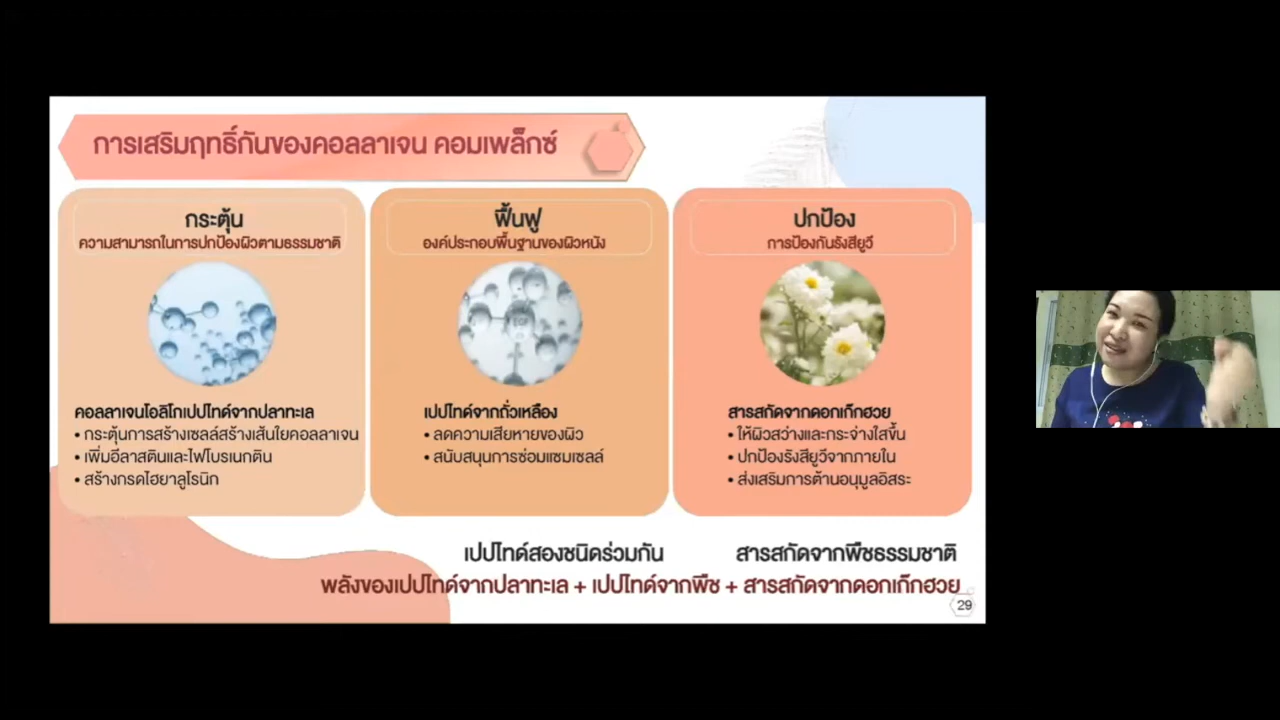 การเสริมฤทธิ์กันของคอลลาเจน คอมเพล็กซ์
กระตุ้น
ความสามารถในการปกป้องผิวตามธรรมชาติ
คอลลาเจนโอลิโกเปปไทด์จากปลาทะเล
• กระตุ้นการสร้างเซลล์สร้างเส้นใยคอลลาเจน
• เพิ่มอีลาสตินและไฟโบรเนกติน
• สร้างกรดไฮยาลูโรนิก
ฟื้นฟู
องค์ประกอบพื้นฐานของผิวหนัง
เปปไทด์จากถั่วเหลือง
• ลดความเสียหายของผิว
• สนับสนุนการซ่อมแซมเซลล์
ปกป้อง
การป้องกันรังสียูวี
สารสกัดจากดอกเก็กฮวย
• ให้ผิวสว่างและกระจ่างใสขึ้น
• ปกป้องรังสียูวีจากภายใน
• ส่งเสริมการต้านอนุมูลอิสระ
เปปไทด์สองชนิดร่วมกัน
สารสกัดจากพืชธรรมชาติ
พลังของเปปไทด์จากปลาทะเล + เปปไทด์จากพืช + สารสกัดจากดอกเก็กฮวย
29